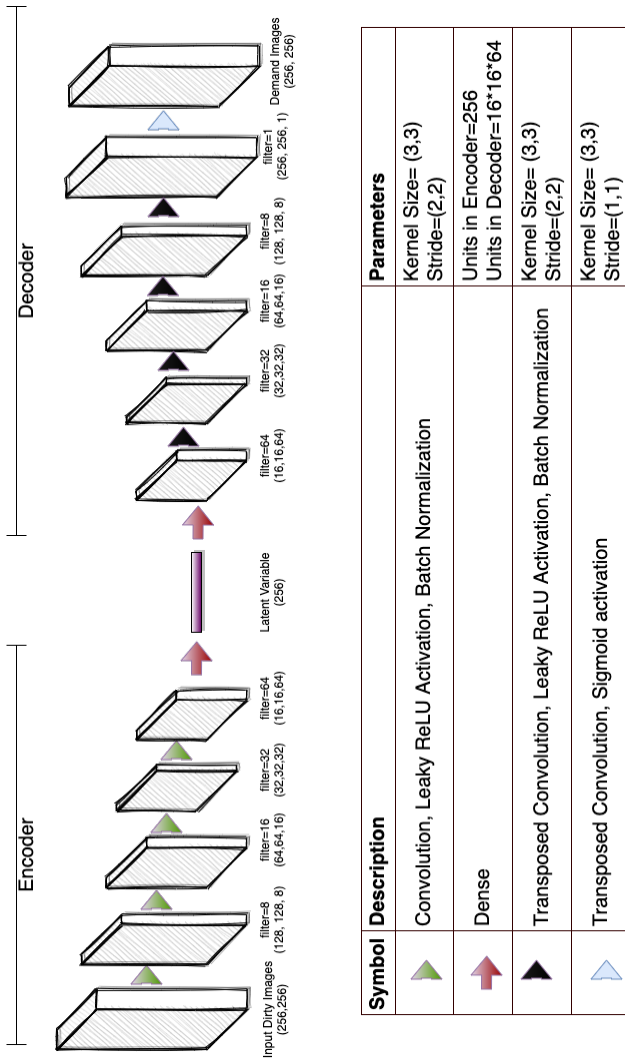 Encoder
Decoder
Input Dirty Images
(256,256)
filter=8
(128, 128, 8)
filter=16
(64,64,16)
filter=32
(32,32,32)
filter=64
(16,16,64)
Latent Variable
(256)
filter=64
(16,16,64)
filter=32
(32,32,32)
filter=16
(64,64,16)
filter=8
(128, 128, 8)
filter=1
(256, 256, 1)
Demand Images
(256, 256)
Symbol Description Parameters
Convolution, Leaky ReLU Activation, Batch Normalization Kernel Size= (3,3)
Stride=(2,2)
Dense Units in Encoder=256
Units in Decoder=16*16*64
Transposed Convolution, Leaky ReLU Activation, Batch Normalization Kernel Size= (3,3)
Stride=(2,2)
Transposed Convolution, Sigmoid activation Kernel Size= (3,3)
Stride=(1,1)